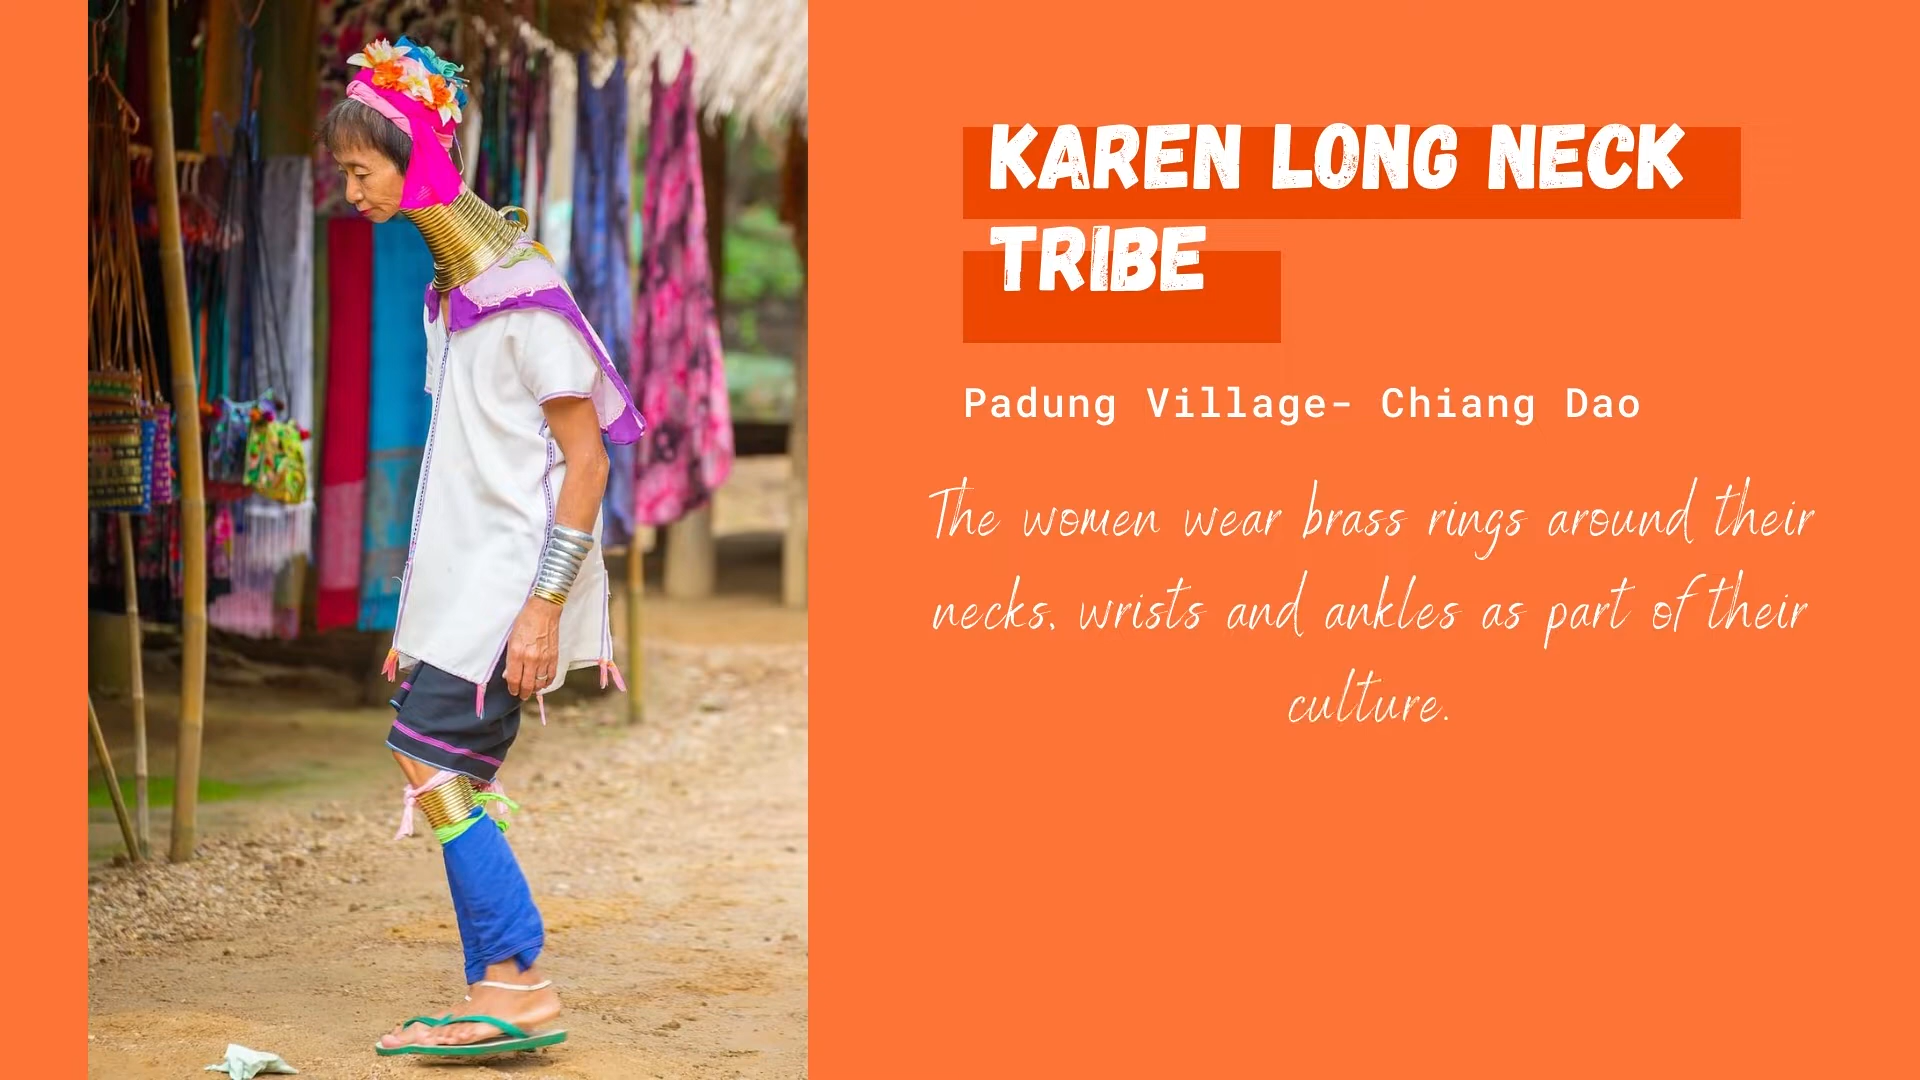 KAREN LONG NECK
TRIBE
Padung Village- Chiang Dao
The women wear brass rings around their
necks, wrists and ankles as part of their
culture.